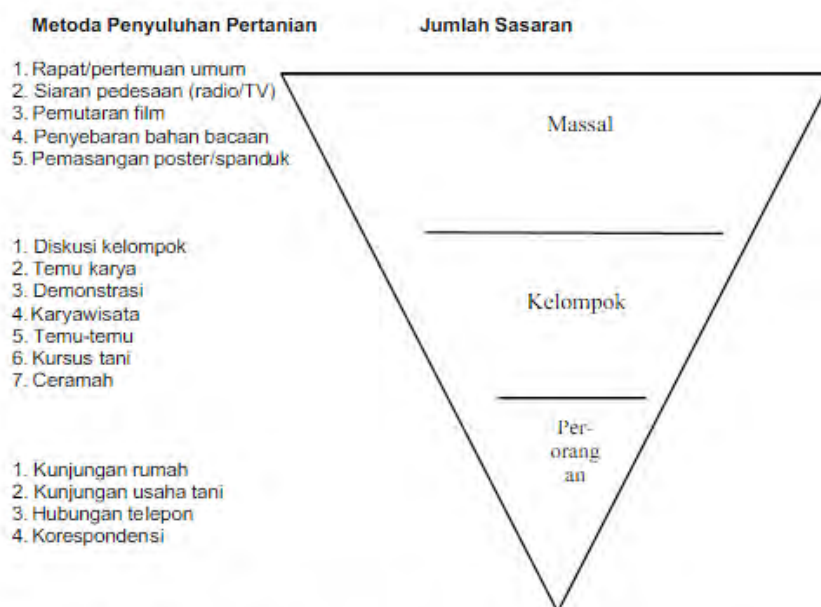 Metoda Penyuluhan Pertanian
Jumlah Sasaran
1. Rapat/pertemuan umum
2. Siaran pedesaan (radio/TV)
3. Pemutaran film
4. Penyebaran bahan bacaan
5. Pemasangan poster/spanduk
Massal
1. Diskusi kelompok
2. Temu karya
3. Demonstrasi
4. Karyawisata
5. Temu-temu
6. Kursus tani
7. Ceramah
Kelompok
Per-
orang
an
1. Kunjungan rumah
2. Kunjungan usaha tani
3. Hubungan telepon
4. Korespondensi